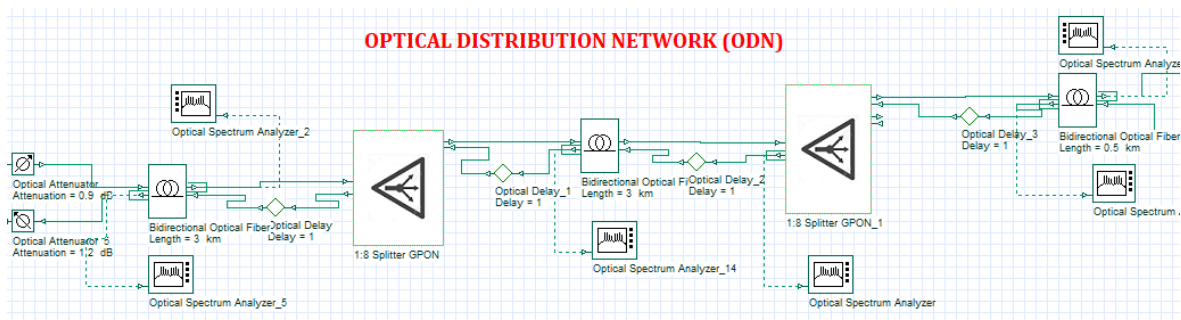 OPTICAL DISTRIBUTION NETWORK (ODN)
Optical Spectrum Analyze
Optical Spectrum Analyzer_2
Optical Delay_3
Delay = 1
Bidirectional Optical Fiber
Length = 0.5 km
Optical Attenuator
Attenuation = 0.9 dB
Optical Delay_1
Delay = 1
Bidirectional Optical Fi
Length = 3 km
Optical Delay_2
Delay = 1
Bidirectional Optical Fiber
Length = 3 km
Optical Delay
Delay = 1
1:8 Splitter GPON_1
Optical Spectrum
Optical Attenuator
Attenuation = 1.2 dB
1:8 Splitter GPON
Optical Spectrum Analyzer_14
Optical Spectrum Analyzer_5
Optical Spectrum Analyzer